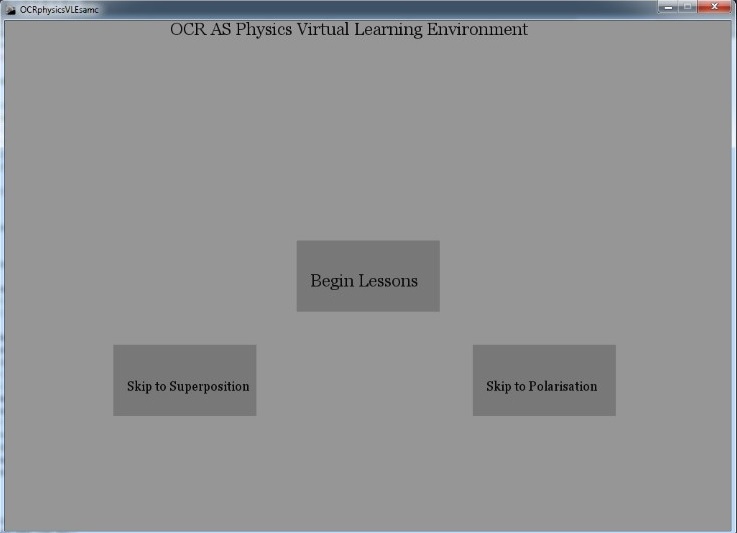 OCRphysicsVLEsamc
OCR AS Physics Virtual Learning Environment
Begin Lessons
Skip to Superposition
Skip to Polarisation